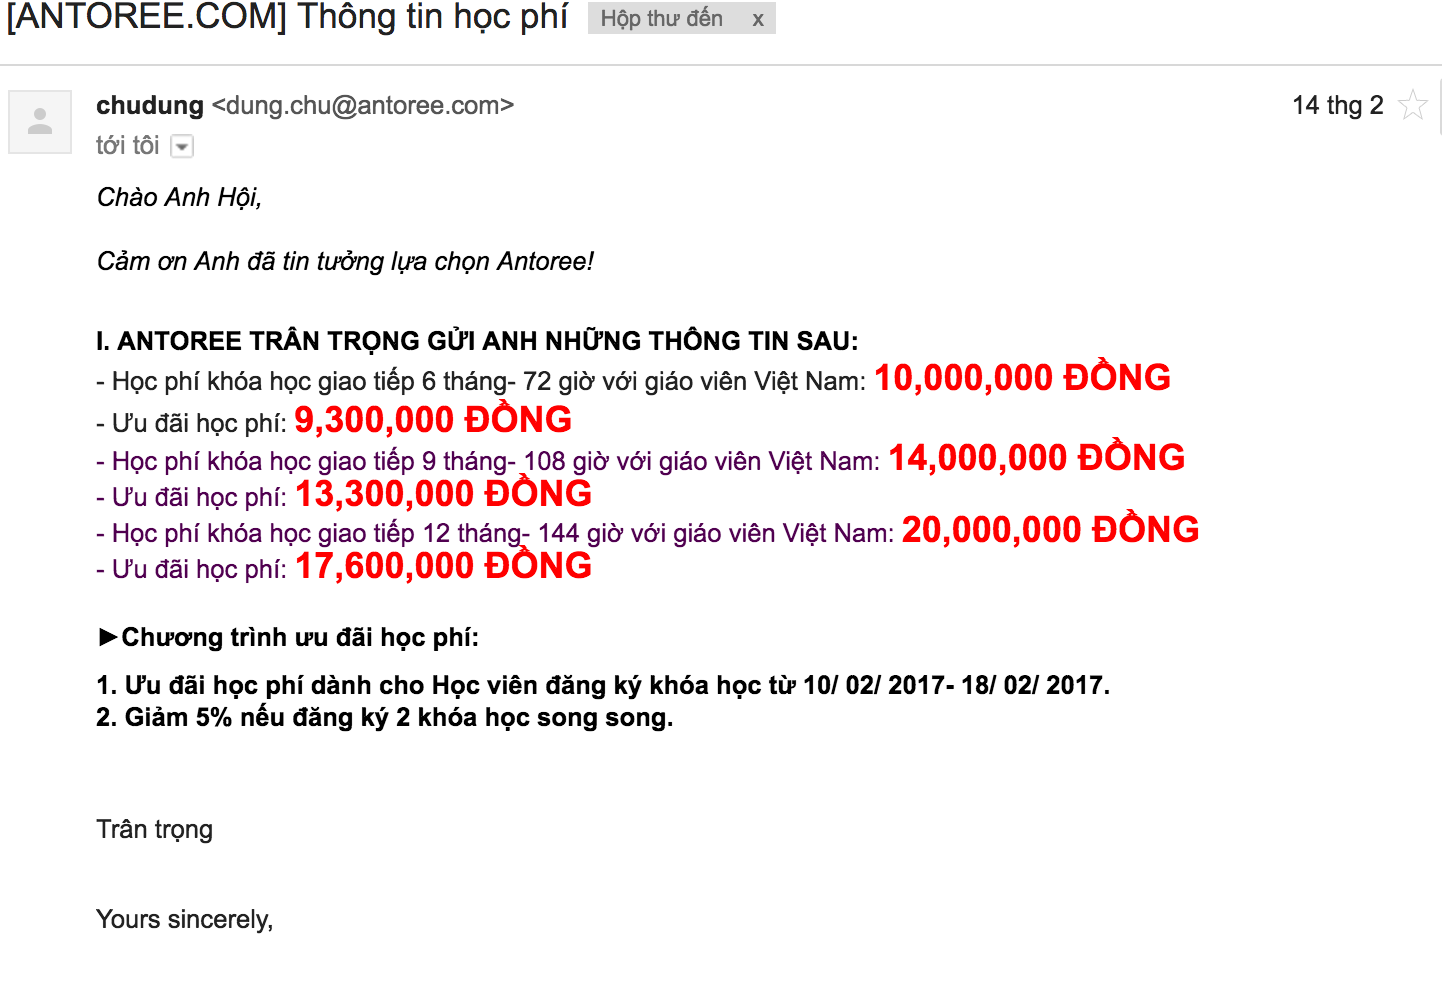 [ANTOREE.COM] Thông tin học phí Hộp thư đến x
chudung <dung.chu@antoree.com> 14 thg 2
tới tôi
Chào Anh Hội,
Cảm ơn Anh đã tin tưởng lựa chọn Antoree!
I. ANTOREE TRÂN TRỌNG GỬI ANH NHỮNG THÔNG TIN SAU:
- Học phí khóa học giao tiếp 6 tháng- 72 giờ với giáo viên Việt Nam: 10,000,000 ĐỒNG
- Ưu đãi học phí: 9,300,000 ĐỒNG
- Học phí khóa học giao tiếp 9 tháng- 108 giờ với giáo viên Việt Nam: 14,000,000 ĐỒNG
- Ưu đãi học phí: 13,300,000 ĐỒNG
- Học phí khóa học giao tiếp 12 tháng- 144 giờ với giáo viên Việt Nam: 20,000,000 ĐỒNG
- Ưu đãi học phí: 17,600,000 ĐỒNG
►Chương trình ưu đãi học phí:
1. Ưu đãi học phí dành cho Học viên đăng ký khóa học từ 10/ 02/ 2017- 18/ 02/ 2017.
2. Giảm 5% nếu đăng ký 2 khóa học song song.
Trân trọng
Yours sincerely,